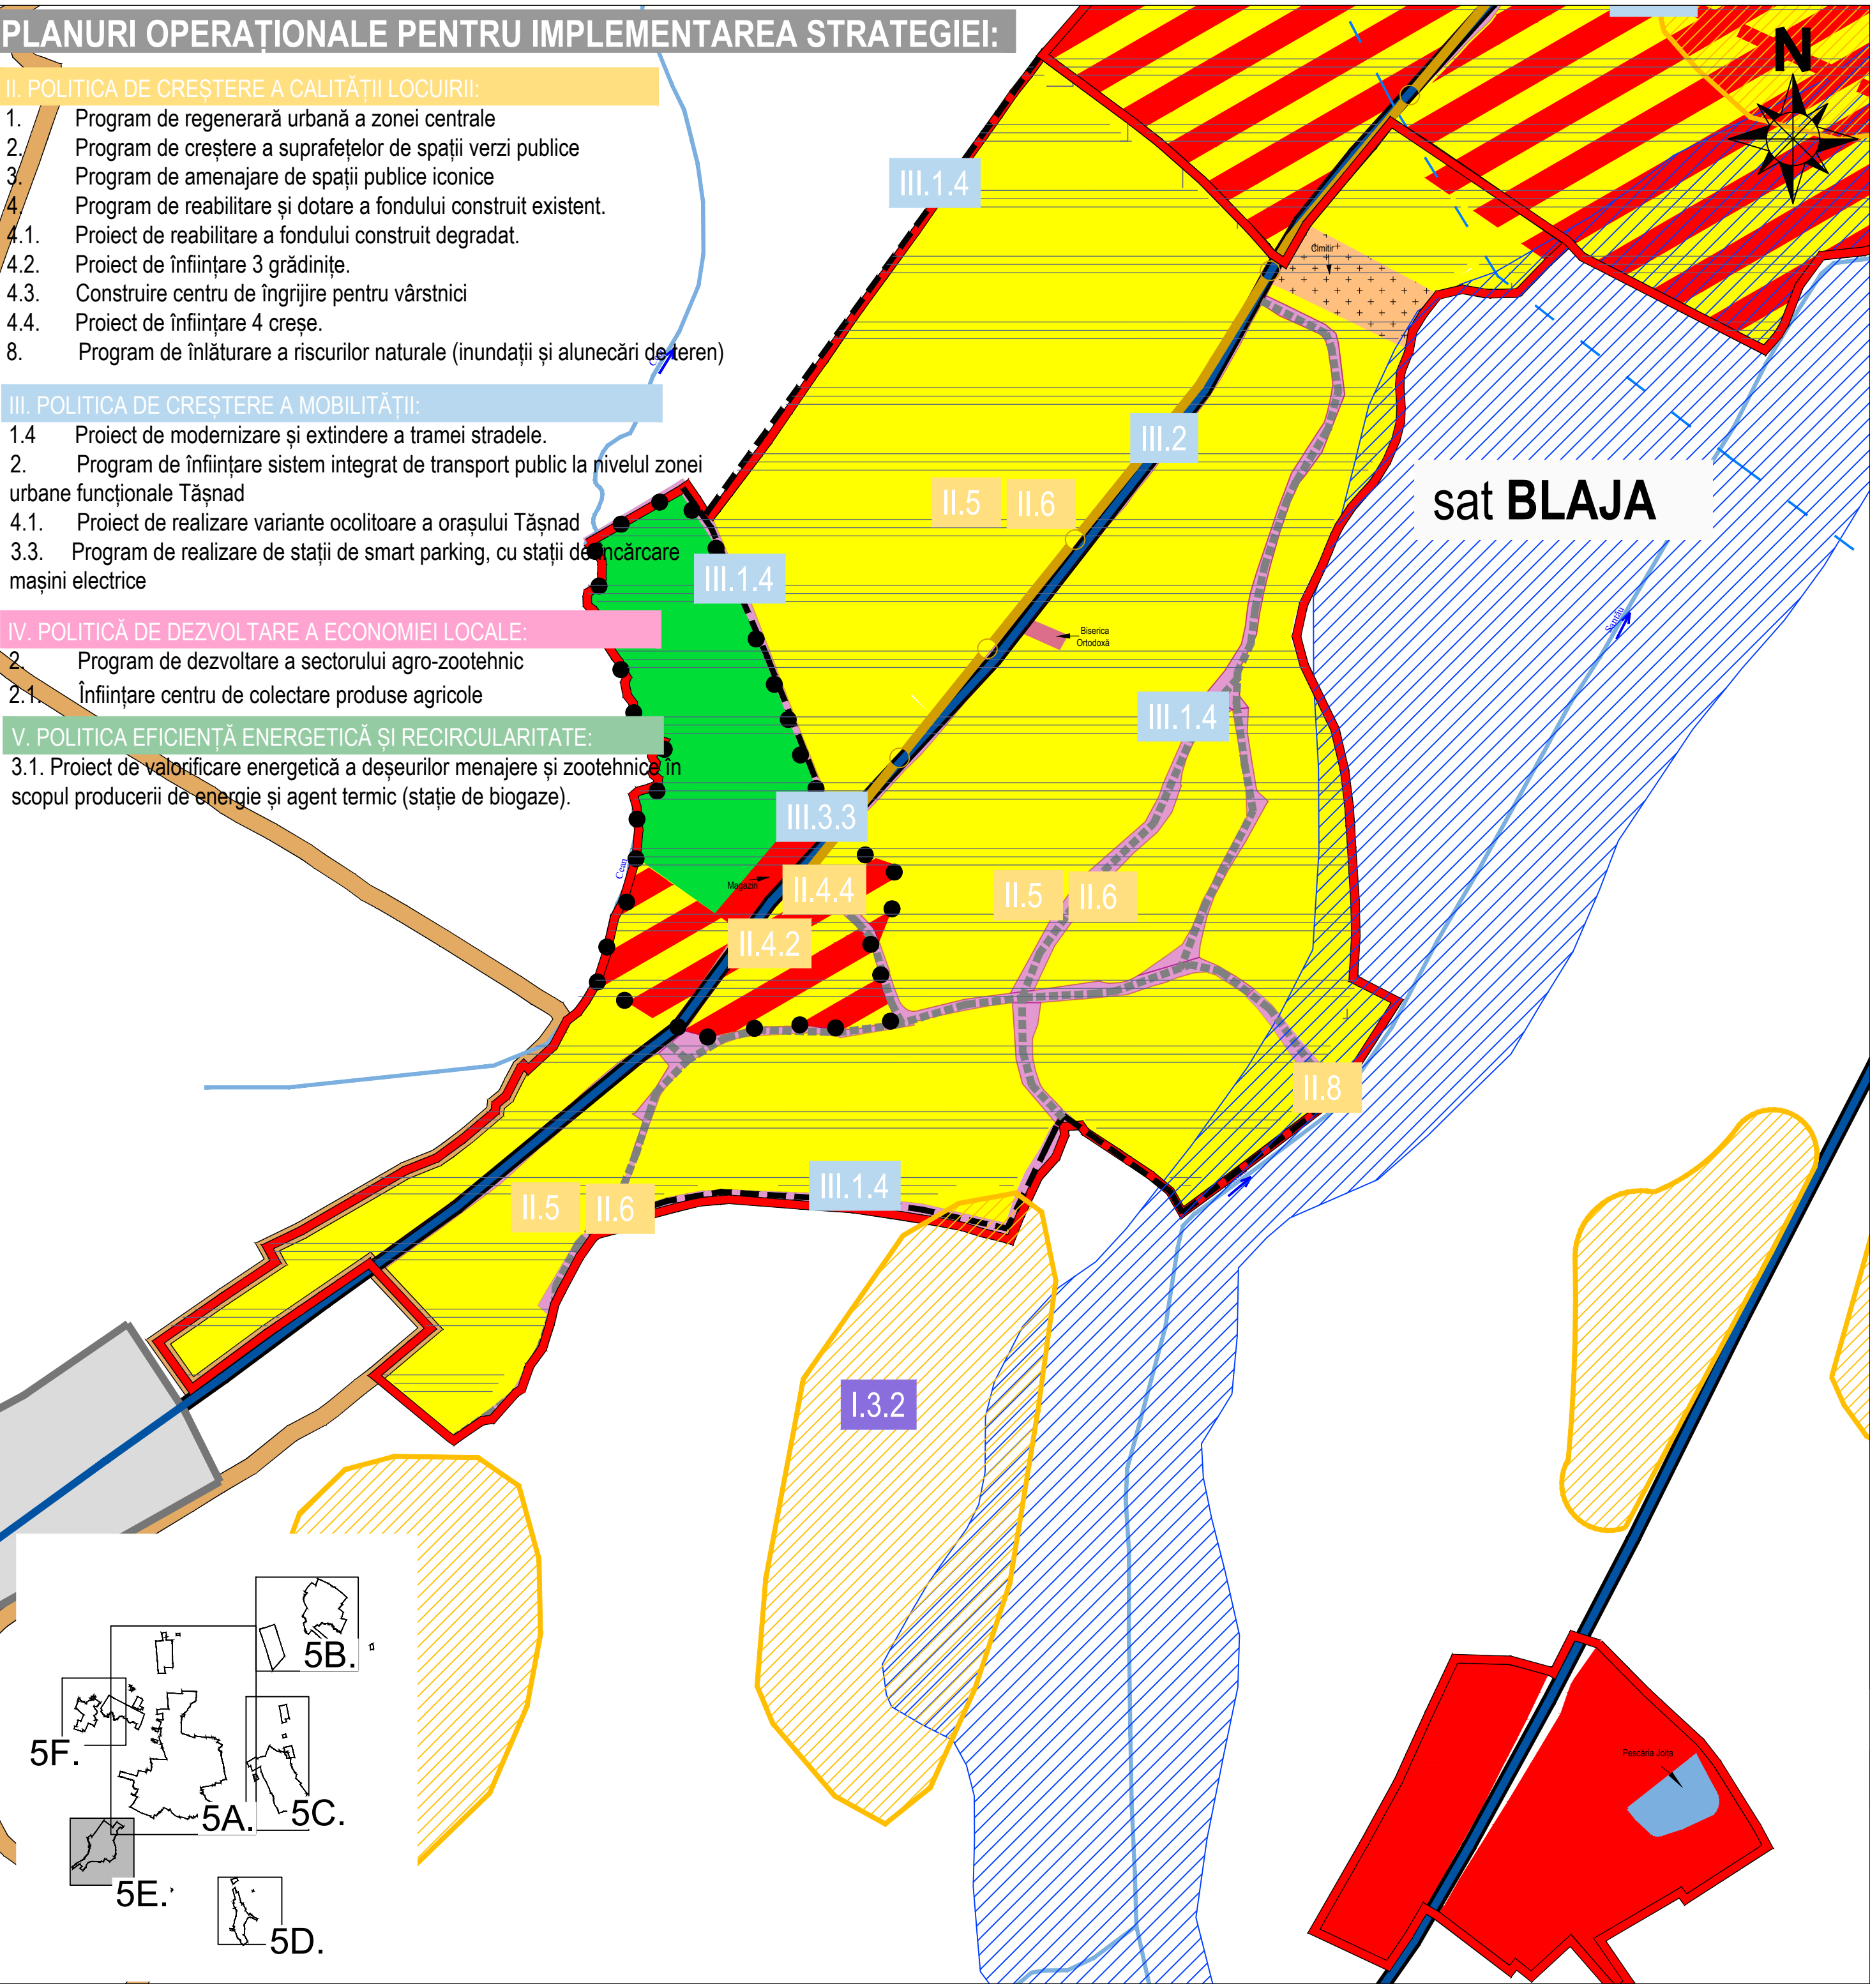 PLANURI OPERAȚIONALE PENTRU IMPLEMENTAREA STRATEGIEI:
II. POLITICA DE CREȘTERE A CALITĂȚII LOCUIRII:
1. Program de regenerară urbană a zonei centrale
2. Program de creștere a suprafețelor de spații verzi publice
3. Program de amenajare de spații publice iconice
4. Program de reabilitare și dotare a fondului construit existent.
4.1. Proiect de reabilitare a fondului construit degradat.
4.2. Proiect de înființare 3 grădinițe.
4.3. Construire centru de îngrijire pentru vârstnici
4.4. Proiect de înființare 4 creșe.
8. Program de înlăturare a riscurilor naturale (inundații și alunecări de teren)
III. POLITICA DE CREȘTERE A MOBILITĂȚII:
1.4 Proiect de modernizare și extindere a tramei stradele.
2. Program de înființare sistem integrat de transport public la nivelul zonei
urbane funcționale Tășnad
4.1. Proiect de realizare variante ocolitoare a orașului Tășnad
3.3. Program de realizare de stații de smart parking, cu stații de încărcare
mașini electrice
IV. POLITICĂ DE DEZVOLTARE A ECONOMIEI LOCALE:
2. Program de dezvoltare a sectorului agro-zootehnic
2.1. Înființare centru de colectare produse agricole
V. POLITICA EFICIENȚĂ ENERGETICĂ ȘI RECIRCULARITATE:
3.1. Proiect de valorificare energetică a deșeurilor menajere și zootehnice în
scopul producerii de energie și agent termic (stație de biogaze).
N
III.1.4
Cimitir
III.2
II.5 II.6
sat BLAJA
III.1.4
Santău
Biserica
Ortodoxă
III.1.4
III.3.3
Cean
Magazin
II.4.4
II.5 II.6
II.4.2
II.8
III.1.4
II.5 II.6
I.3.2
Pescărie Joița
5B.
5F.
5A.
5C.
5E.
5D.